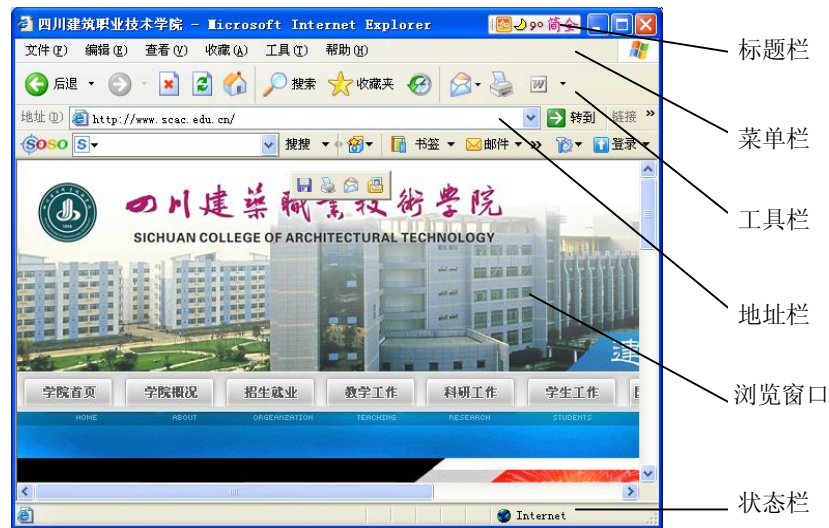 四川建筑职业技术学院 - Microsoft Internet Explorer
简全
标题栏
文件(F) 编辑(E) 查看(V) 收藏(A) 工具(T) 帮助(H)
菜单栏
后退 搜索 收藏夹
地址(D) http://www.scac.edu.cn/ 转到 链接 »
SOSO S 搜搜 书签 邮件 » 登录
工具栏
四川建築職業技術學院
SICHUAN COLLEGE OF ARCHITECTURAL TECHNOLOGY
地址栏
建
学院首页 学院概况 招生就业 教学工作 科研工作 学生工作
HOME ABOUT ORGEANZATION TEACHING RESEARCH STUDENTS
浏览窗口
Internet
状态栏